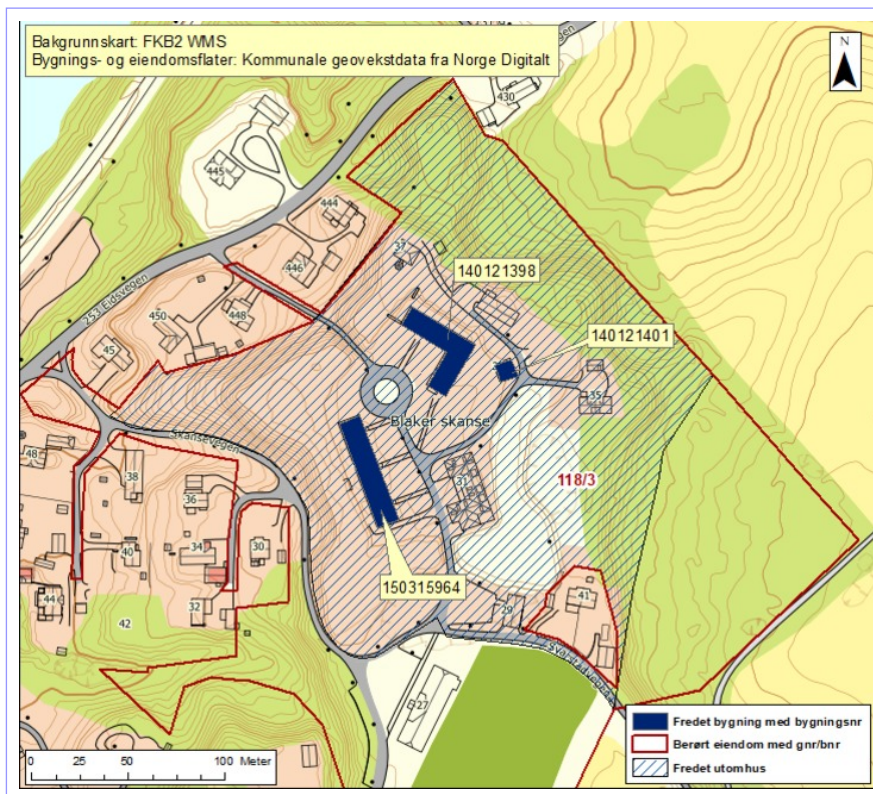 Bakgrunnskart: FKB2 WMS
Bygnings- og eiendomsflater: Kommunale geovekstdata fra Norge Digitalt
N
430
445
444
37
446
140121398
253 Eidsvegen
450
448
140121401
45
35
Blaker skanse
Skansevegen
48
38
31
118/3
36
34
30
40
150315964
44
32
41
42
29
Svarstadvegen
27
Fredet bygning med bygningsnr
Berørt eiendom med gnr/bnr
Fredet utomhus
0 25 50 100 Meter